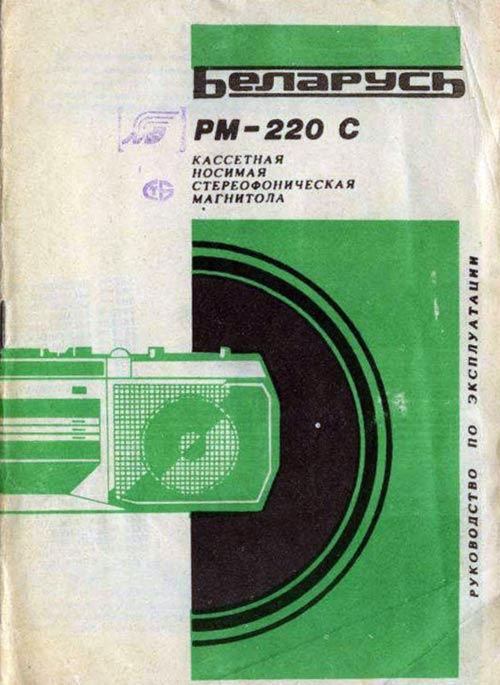 Беларусь
РМ-220 С
КАССЕТНАЯ
НОСИМАЯ
СТЕРЕОФОНИЧЕСКАЯ
МАГНИТОЛА
РУКОВОДСТВО ПО ЭКСПЛУАТАЦИИ